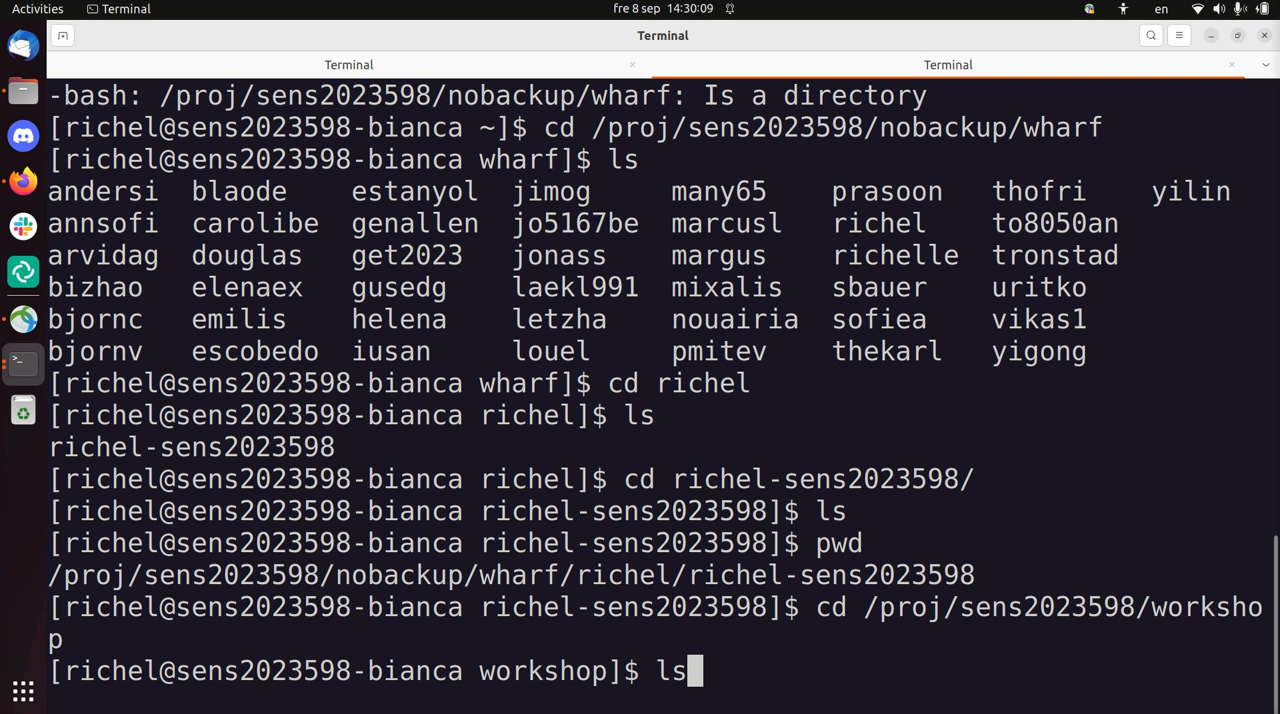 Activities Terminal fre 8 sep 14:30:09 en
Terminal
Terminal × Terminal ×
-bash: /proj/sens2023598/nobackup/wharf: Is a directory
[richel@sens2023598-bianca ~]$ cd /proj/sens2023598/nobackup/wharf
[richel@sens2023598-bianca wharf]$ ls
andersi blaode estanyol jimog many65 prasoon thofri yilin
annsofi carolibe genallen jo5167be marcusl richel to8050an
arvidag douglas get2023 jonass margus richelle tronstad
bizhao elenaex gusedg laekl991 mixalis sbauer uritko
bjornc emilis helena letzha nouairia sofiea vikas1
bjornv escobedo iusan louel pmitev thekarl yigong
[richel@sens2023598-bianca wharf]$ cd richel
[richel@sens2023598-bianca richel]$ ls
richel-sens2023598
[richel@sens2023598-bianca richel]$ cd richel-sens2023598/
[richel@sens2023598-bianca richel-sens2023598]$ ls
[richel@sens2023598-bianca richel-sens2023598]$ pwd
/proj/sens2023598/nobackup/wharf/richel/richel-sens2023598
[richel@sens2023598-bianca richel-sens2023598]$ cd /proj/sens2023598/worksho
p
[richel@sens2023598-bianca workshop]$ ls